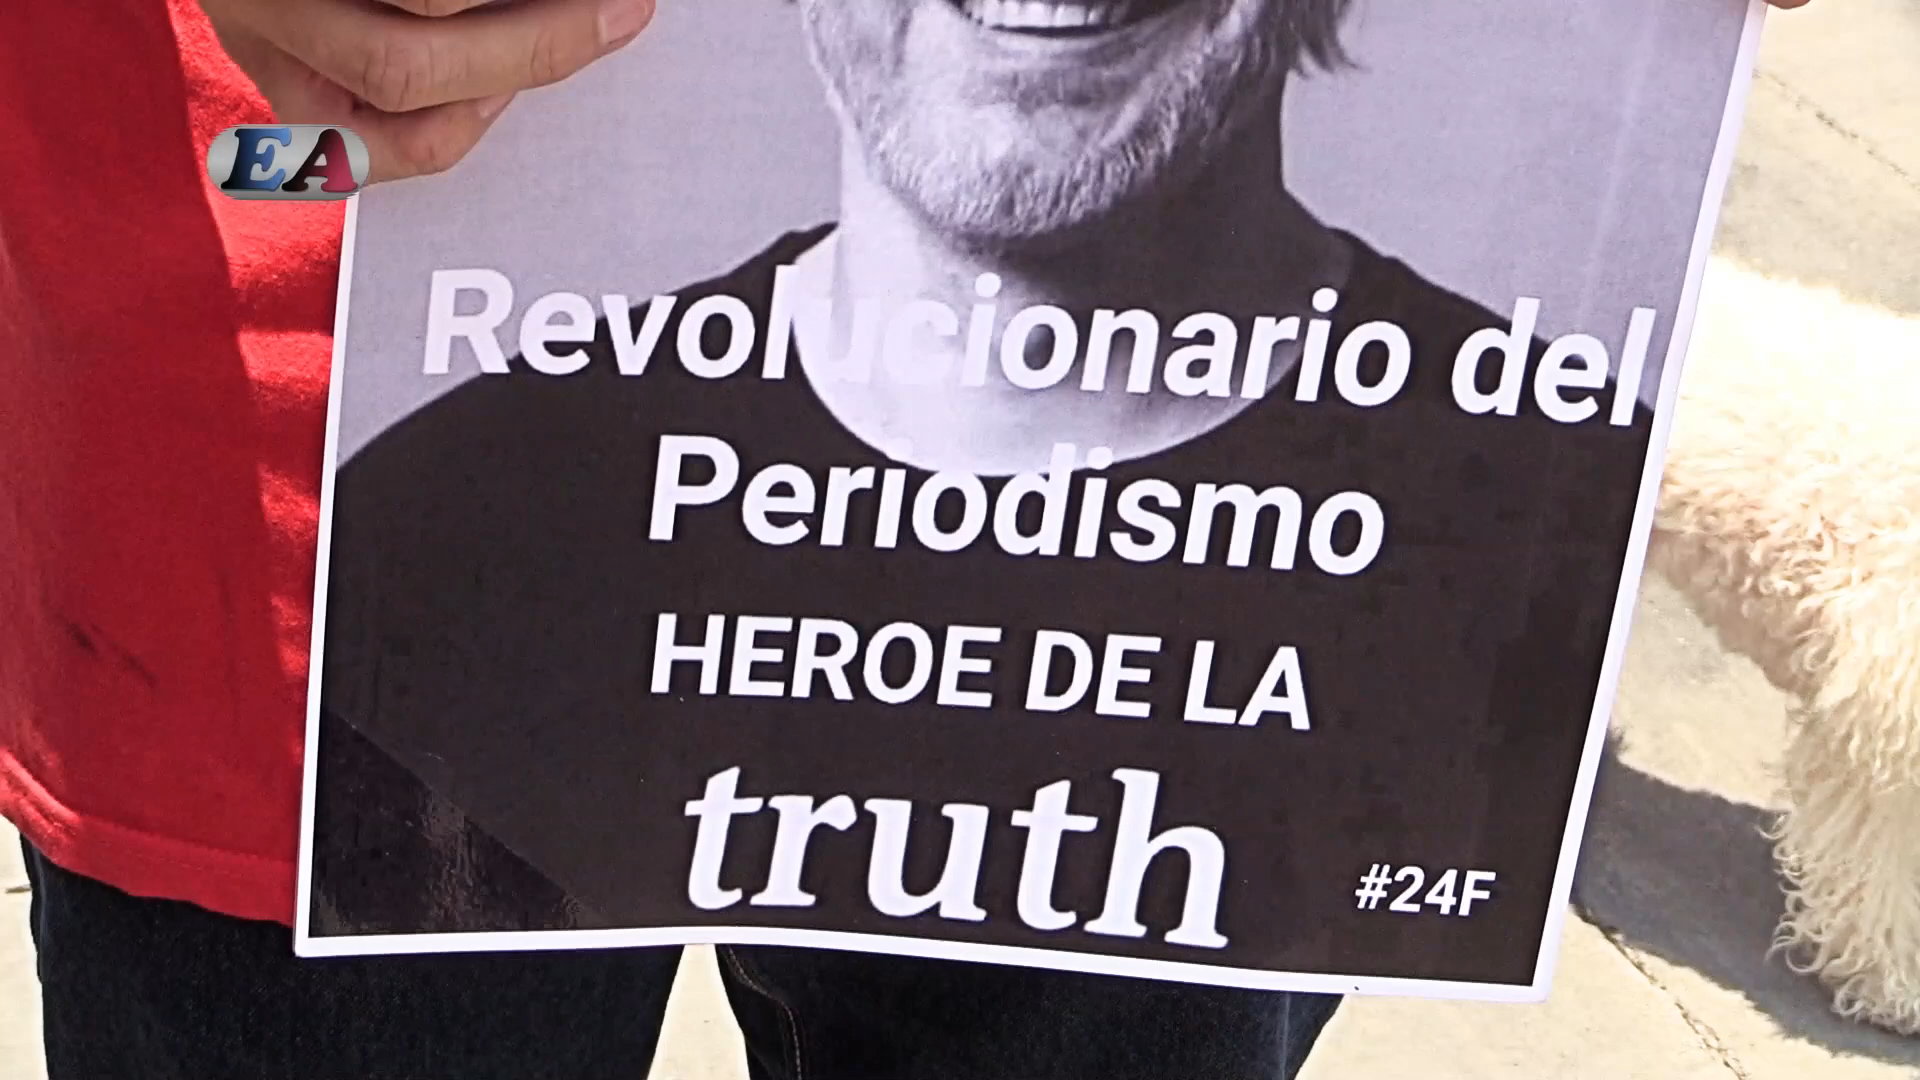 EA
Revolucionario del
Periodismo
HEROE DE LA
truth
#24F